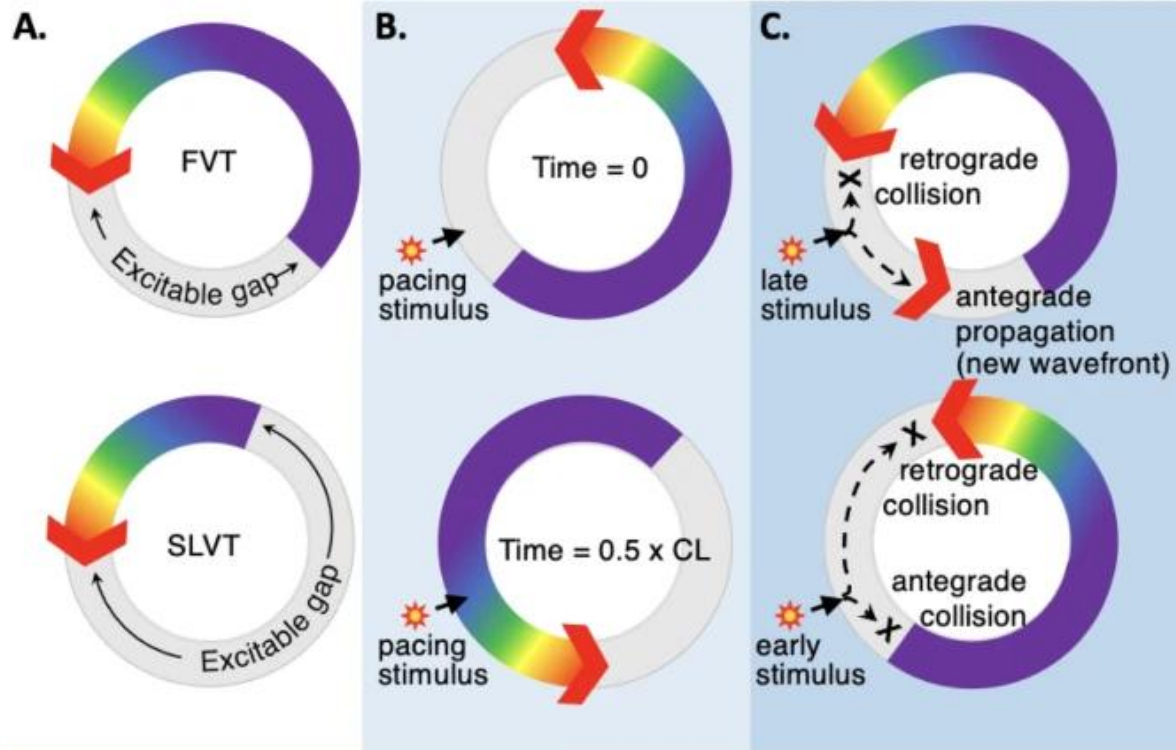 A.
FVT
Excitable gap
SLVT
Excitable gap
B.
Time = 0
pacing
stimulus
Time = 0.5 x CL
pacing
stimulus
C.
retrograde
collision
X
late
stimulus
antegrade
propagation
(new wavefront)
X
retrograde
collision
antegrade
collision
X
early
stimulus